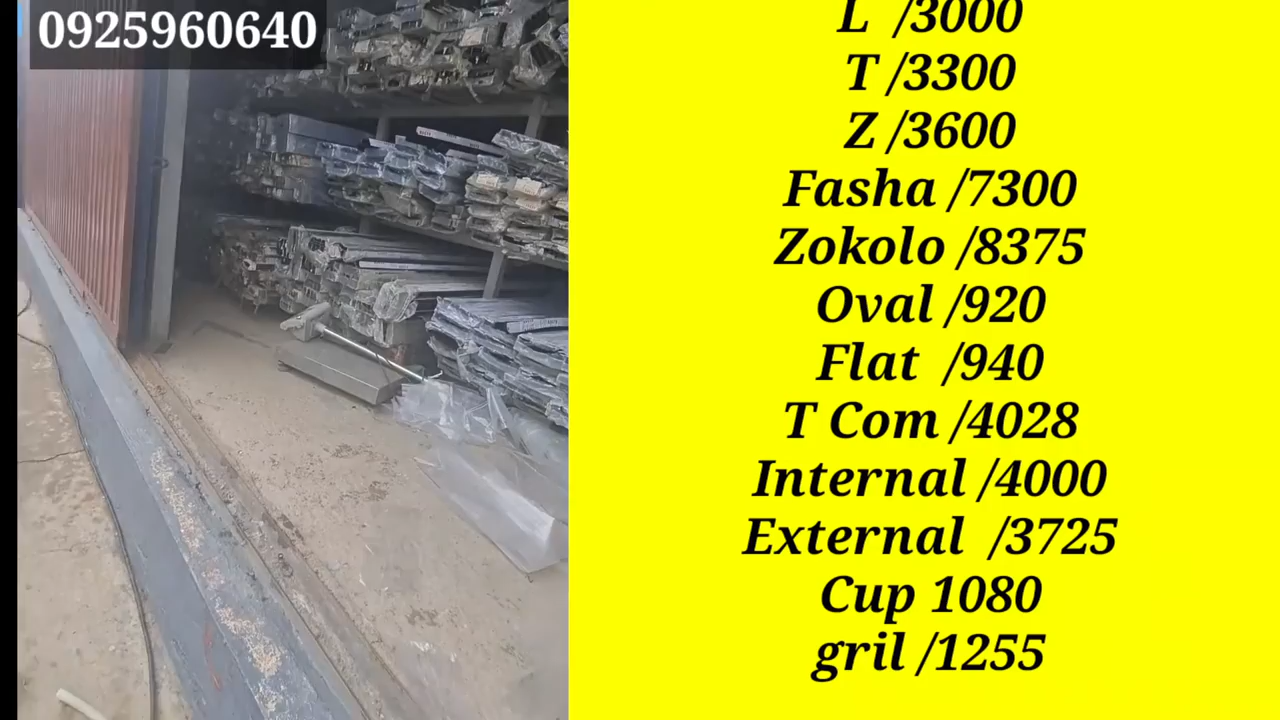 0925960640
L /3000
T /3300
Z /3600
Fasha /7300
Zokolo /8375
Oval /920
Flat /940
T Com /4028
Internal /4000
External /3725
Cup 1080
gril /1255